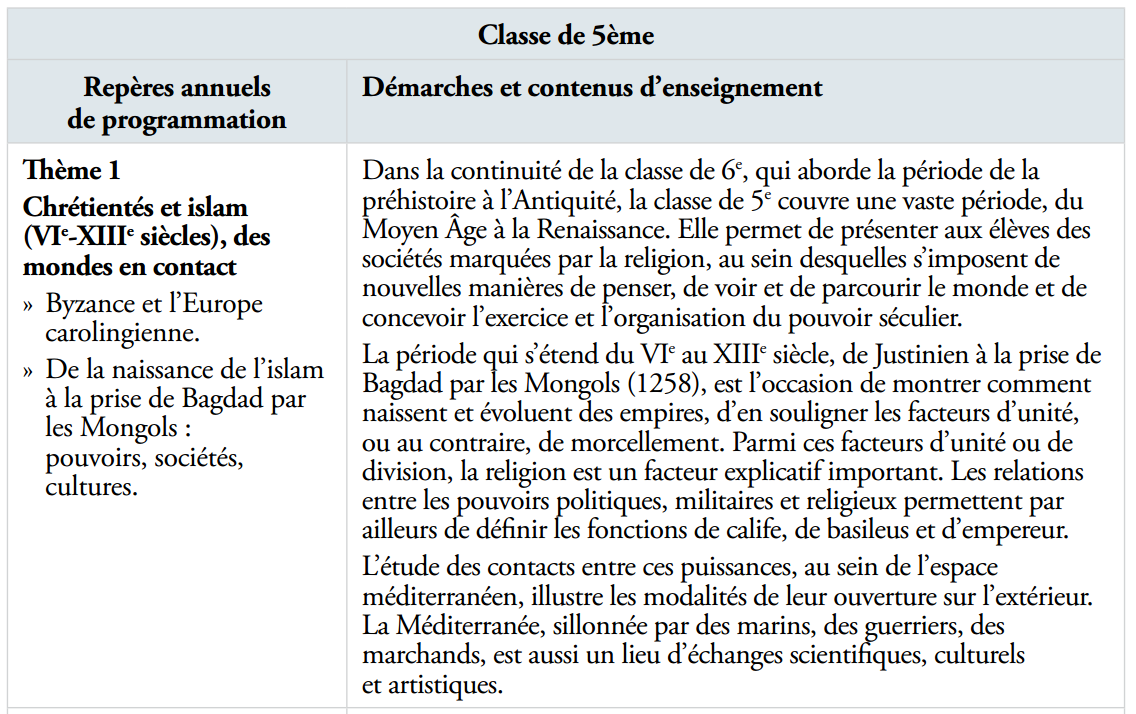 Classe de 5ème
Repères annuels
de programmation
Démarches et contenus d’enseignement
Thème 1
Chrétientés et islam
(VIe-XIIIe siècles), des
mondes en contact
» Byzance et l’Europe
carolingienne.
» De la naissance de l’islam
à la prise de Bagdad par
les Mongols :
pouvoirs, sociétés,
cultures.
Dans la continuité de la classe de 6e, qui aborde la période de la
préhistoire à l’Antiquité, la classe de 5e couvre une vaste période, du
Moyen Âge à la Renaissance. Elle permet de présenter aux élèves des
sociétés marquées par la religion, au sein desquelles s’imposent de
nouvelles manières de penser, de voir et de parcourir le monde et de
concevoir l’exercice et l’organisation du pouvoir séculier.
La période qui s’étend du VIe au XIIIe siècle, de Justinien à la prise de
Bagdad par les Mongols (1258), est l’occasion de montrer comment
naissent et évoluent des empires, d’en souligner les facteurs d’unité,
ou au contraire, de morcellement. Parmi ces facteurs d’unité ou de
division, la religion est un facteur explicatif important. Les relations
entre les pouvoirs politiques, militaires et religieux permettent par
ailleurs de définir les fonctions de calife, de basileus et d’empereur.
L’étude des contacts entre ces puissances, au sein de l’espace
méditerranéen, illustre les modalités de leur ouverture sur l’extérieur.
La Méditerranée, sillonnée par des marins, des guerriers, des
marchands, est aussi un lieu d’échanges scientifiques, culturels
et artistiques.